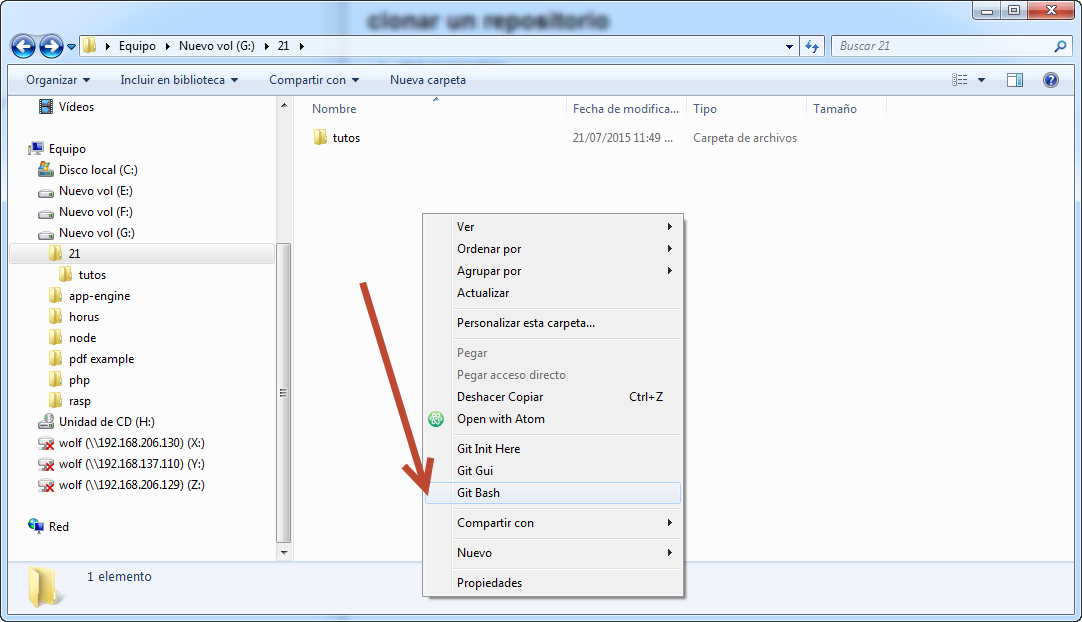 clonar un repositorio
Equipo Nuevo vol (G:) 21
Buscar 21
Organizar Incluir en biblioteca Compartir con Nueva carpeta
Vídeos
Equipo
Disco local (C:)
Nuevo vol (E:)
Nuevo vol (F:)
Nuevo vol (G:)
21
tutos
app-engine
horus
node
pdf example
php
rasp
Unidad de CD (H:)
wolf (\\192.168.206.130) (X:)
wolf (\\192.168.137.110) (Y:)
wolf (\\192.168.206.129) (Z:)
Red
Nombre Fecha de modifica... Tipo Tamaño
tutos 21/07/2015 11:49 ... Carpeta de archivos
Ver
Ordenar por
Agrupar por
Actualizar
Personalizar esta carpeta...
Pegar
Pegar acceso directo
Deshacer Copiar Ctrl+Z
Open with Atom
Git Init Here
Git Gui
Git Bash
Compartir con
Nuevo
Propiedades
1 elemento